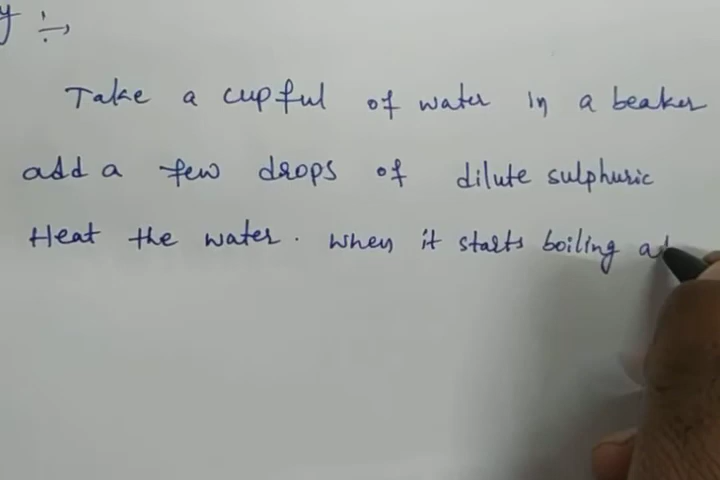 y :-
Take a cupful of water in a beaker
add a few drops of dilute sulphuric
Heat the water. When it starts boiling